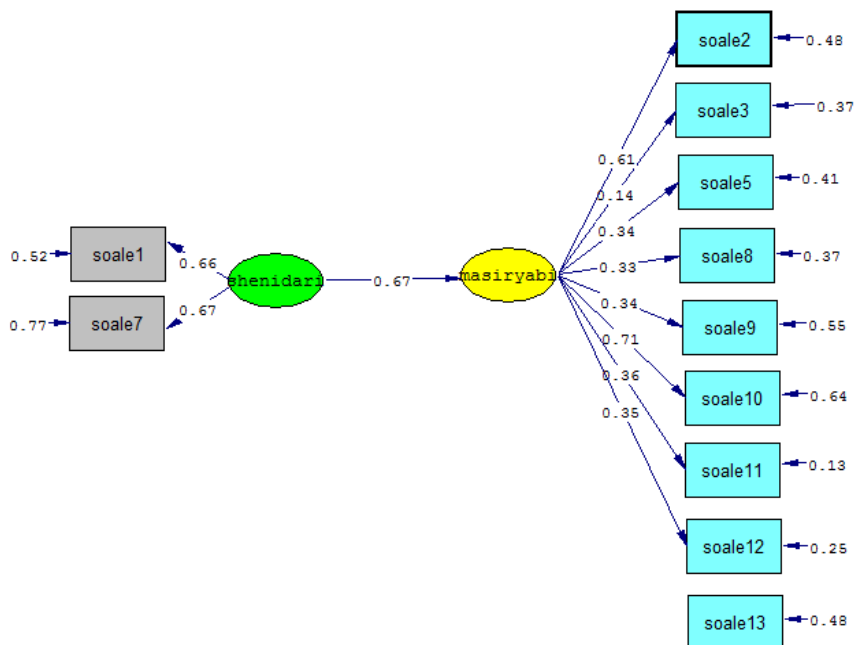 soale2
0.48
soale3
0.37
0.61
0.14
soale5
0.41
0.34
soale1
0.52
0.66
shenidari
0.67
masiryabi
0.33
soale8
0.37
0.67
soale7
0.77
0.34
soale9
0.55
0.71
0.36
soale10
0.64
0.35
soale11
0.13
soale12
0.25
soale13
0.48